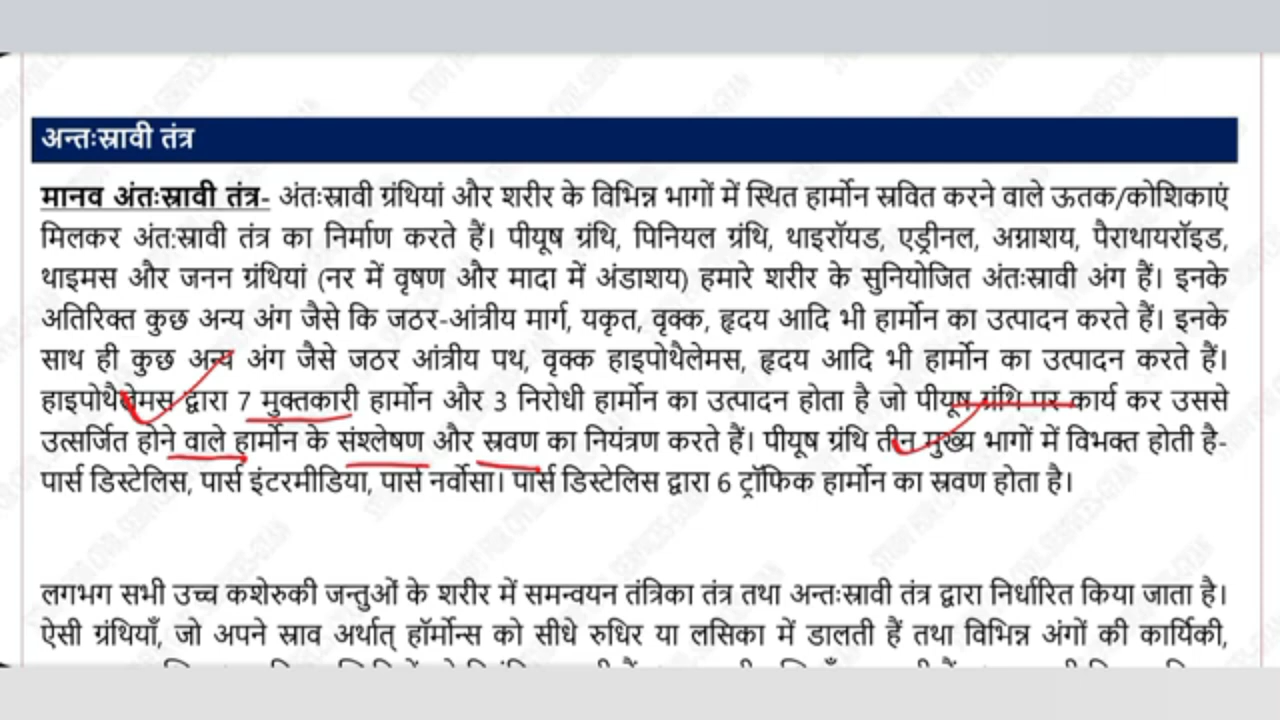 अन्तःस्रावी तंत्र
मानव अंतःस्रावी तंत्र- अंतःस्रावी ग्रंथियां और शरीर के विभिन्न भागों में स्थित हार्मोन स्रवित करने वाले ऊतक/कोशिकाएं
मिलकर अंतःस्रावी तंत्र का निर्माण करते हैं। पीयूष ग्रंथि, पिनियल ग्रंथि, थाइरॉयड, एड्रीनल, अग्नाशय, पैराथायरॉइड,
थाइमस और जनन ग्रंथियां (नर में वृषण और मादा में अंडाशय) हमारे शरीर के सुनियोजित अंतःस्रावी अंग हैं। इनके
अतिरिक्त कुछ अन्य अंग जैसे कि जठर-आंत्रीय मार्ग, यकृत, वृक्क, हृदय आदि भी हार्मोन का उत्पादन करते हैं। इनके
साथ ही कुछ अन्य अंग जैसे जठर आंत्रीय पथ, वृक्क हाइपोथैलेमस, हृदय आदि भी हार्मोन का उत्पादन करते हैं।
हाइपोथैलेमस द्वारा 7 मुक्तकारी हार्मोन और 3 निरोधी हार्मोन का उत्पादन होता है जो पीयूष ग्रंथि पर कार्य कर उससे
उत्सर्जित होने वाले हार्मोन के संश्लेषण और स्रवण का नियंत्रण करते हैं। पीयूष ग्रंथि तीन मुख्य भागों में विभक्त होती है-
पार्स डिस्टेलिस, पार्स इंटरमीडिया, पार्स नर्वोसा। पार्स डिस्टेलिस द्वारा 6 ट्रॉफिक हार्मोन का स्रवण होता है।
लगभग सभी उच्च कशेरुकी जन्तुओं के शरीर में समन्वयन तंत्रिका तंत्र तथा अन्तःस्रावी तंत्र द्वारा निर्धारित किया जाता है।
ऐसी ग्रंथियाँ, जो अपने स्राव अर्थात् हॉर्मोन्स को सीधे रुधिर या लसिका में डालती हैं तथा विभिन्न अंगों की कार्यिकी,